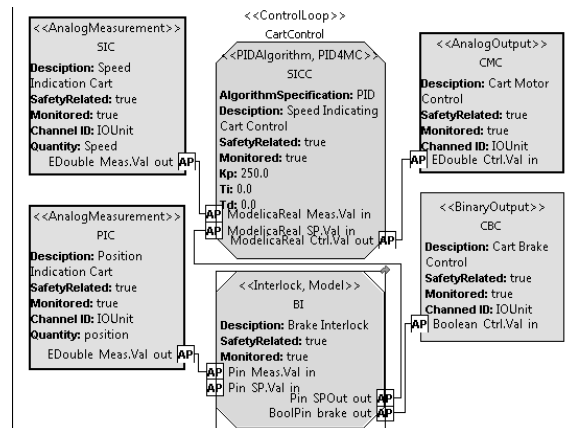 <<ControlLoop>>
CartControl
<<AnalogMeasurement>>
SIC
Desciption: Speed
Indication Cart
SafetyRelated: true
Monitored: true
Channel ID: IOUnit
Quantity: Speed
EDouble Meas.Val out AP
<<PIDAlgorithm, PID4MC>>
SICC
AlgorithmSpecification: PID
Desciption: Speed Indicating
Cart Control
SafetyRelated: true
Monitored: true
Kp: 250.0
Ti: 0.0
Td: 0.0
AP ModelicaReal Meas.Val in
AP ModelicaReal SP.Val in
ModelicaReal Ctrl.Val out AP
<<AnalogOutput>>
CMC
Desciption: Cart Motor
Control
SafetyRelated: true
Monitored: true
Channed ID: IOUnit
AP EDouble Ctrl.Val in
<<AnalogMeasurement>>
PIC
Desciption: Position
Indication Cart
SafetyRelated: true
Monitored: true
Channel ID: IOUnit
Quantity: position
EDouble Meas.Val out AP
<<Interlock, Model>>
BI
Desciption: Brake Interlock
SafetyRelated: true
Monitored: true
AP Pin Meas.Val in
AP Pin SP.Val in
Pin SPOut out AP
BoolPin brake out AP
<<BinaryOutput>>
CBC
Desciption: Cart Brake
Control
SafetyRelated: true
Monitored: true
Channed ID: IOUnit
AP Boolean Ctrl.Val in